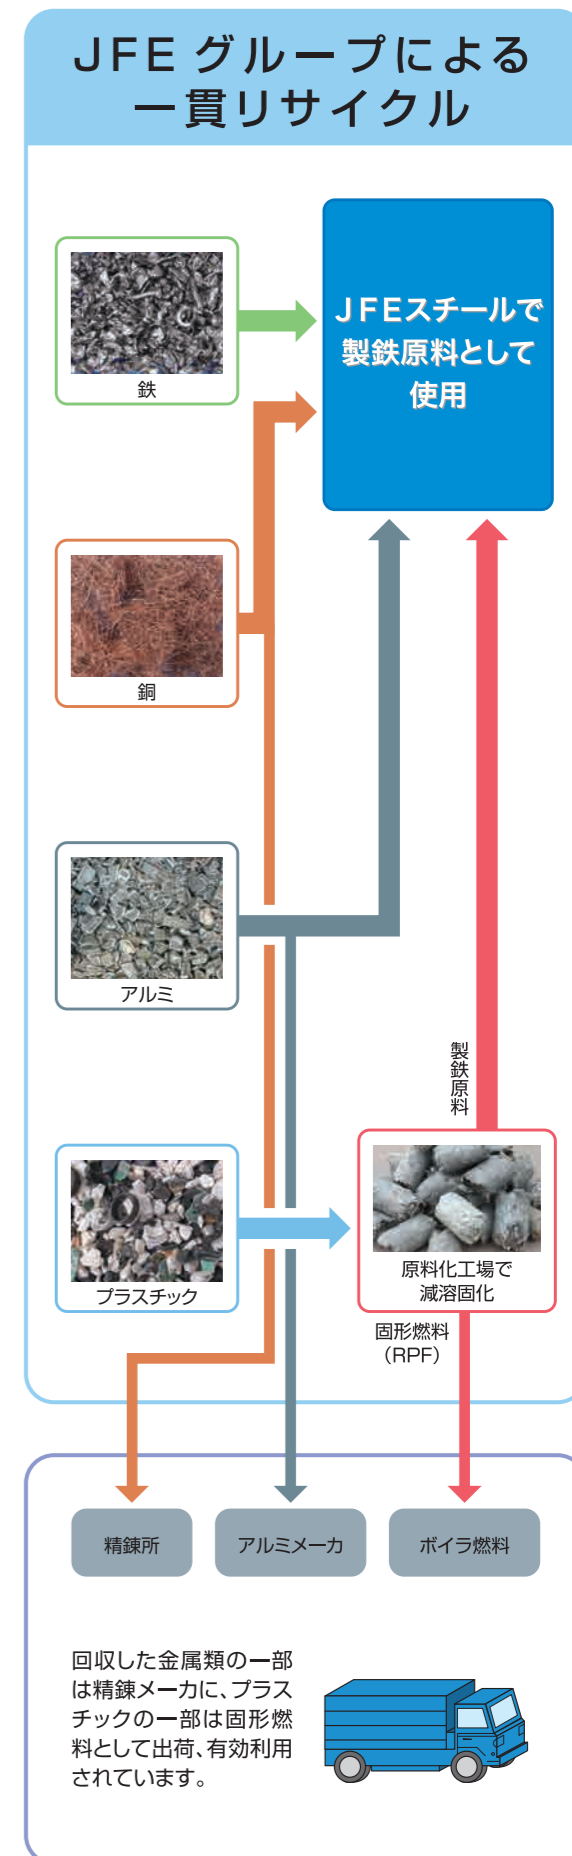 JFE グループによる
一貫リサイクル
JFEスチールで
製鉄原料として
使用
鉄
銅
アルミ
製鉄原料
プラスチック
原料化工場で
減溶固化
固形燃料
(RPF)
精錬所
アルミメーカ
ボイラ燃料
回収した金属類の一部
は精錬メーカに、プラス
チックの一部は固形燃
料として出荷、有効利用
されています。